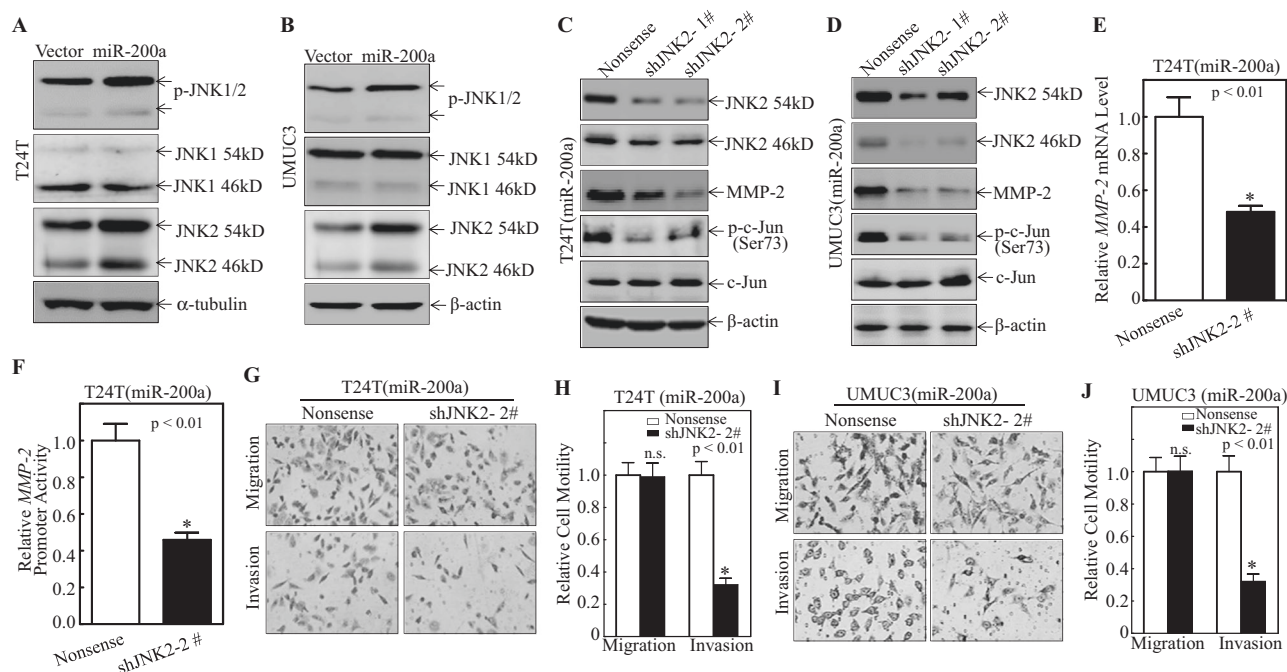 A
Vector miR-200a
T24T
p-JNK1/2
JNK1 54kD
JNK1 46kD
JNK2 54kD
JNK2 46kD
α-tubulin
B
Vector miR-200a
UMUC3
p-JNK1/2
JNK1 54kD
JNK1 46kD
JNK2 54kD
JNK2 46kD
β-actin
C
Nonsense
shJNK2- 1#
shJNK2- 2#
T24T(miR-200a)
JNK2 54kD
JNK2 46kD
MMP-2
p-c-Jun
(Ser73)
c-Jun
β-actin
D
Nonsense
shJNK2- 1#
shJNK2- 2#
UMUC3(miR-200a)
JNK2 54kD
JNK2 46kD
MMP-2
p-c-Jun
(Ser73)
c-Jun
β-actin
E
T24T(miR-200a)
p < 0.01
Relative MMP-2 mRNA Level
1.0
0.8
0.6
0.4
0.2
0
*
Nonsense
shJNK2-2 #
F
T24T(miR-200a)
p < 0.01
Relative MMP-2
Promoter Activity
1.0
0.8
0.6
0.4
0.2
0.0
*
Nonsense
shJNK2-2 #
G
T24T(miR-200a)
Nonsense
shJNK2- 2#
Migration
Invasion
H
T24T (miR-200a)
Nonsense
shJNK2- 2#
n.s.
p < 0.01
Relative Cell Motility
1.0
0.8
0.6
0.4
0.2
0
*
Migration
Invasion
I
UMUC3(miR-200a)
Nonsense
shJNK2- 2#
Migration
Invasion
J
UMUC3 (miR-200a)
Nonsense
shJNK2- 2#
n.s.
p < 0.01
Relative Cell Motility
1.0
0.8
0.6
0.4
0.2
0
*
Migration
Invasion